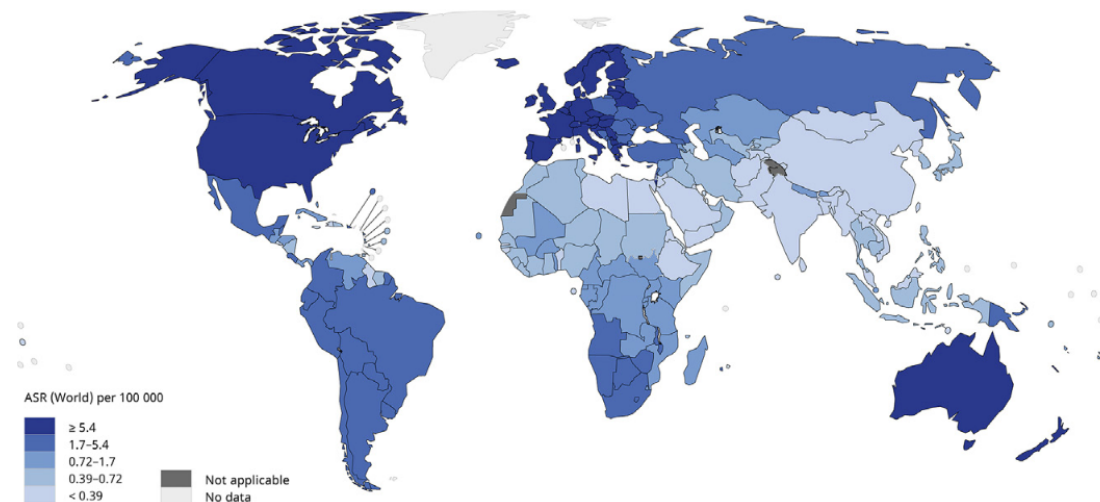 ASR (World) per 100 000
≥ 5.4
1.7–5.4
0.72–1.7
0.39–0.72
< 0.39
Not applicable
No data